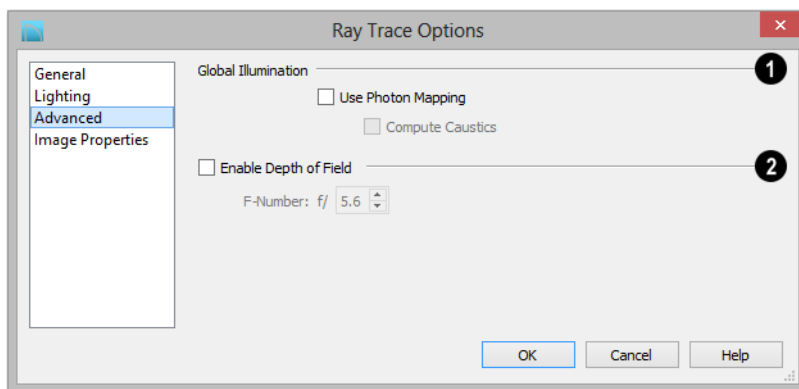 Ray Trace Options
General
Lighting
Advanced
Image Properties
Global Illumination
1
Use Photon Mapping
Compute Caustics
Enable Depth of Field
2
F-Number: f/ 5.6
OK
Cancel
Help